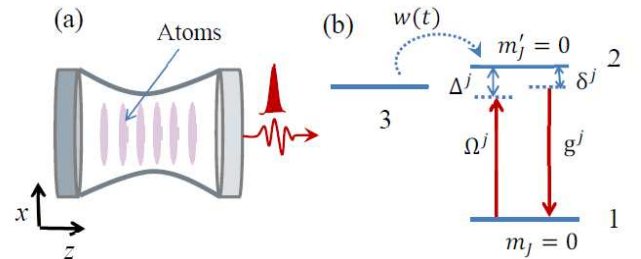 (a)
Atoms
x
z
(b)
w(t)
m'_J = 0
2
Δ^j
δ^j
3
Ω^j
g^j
1
m_J = 0